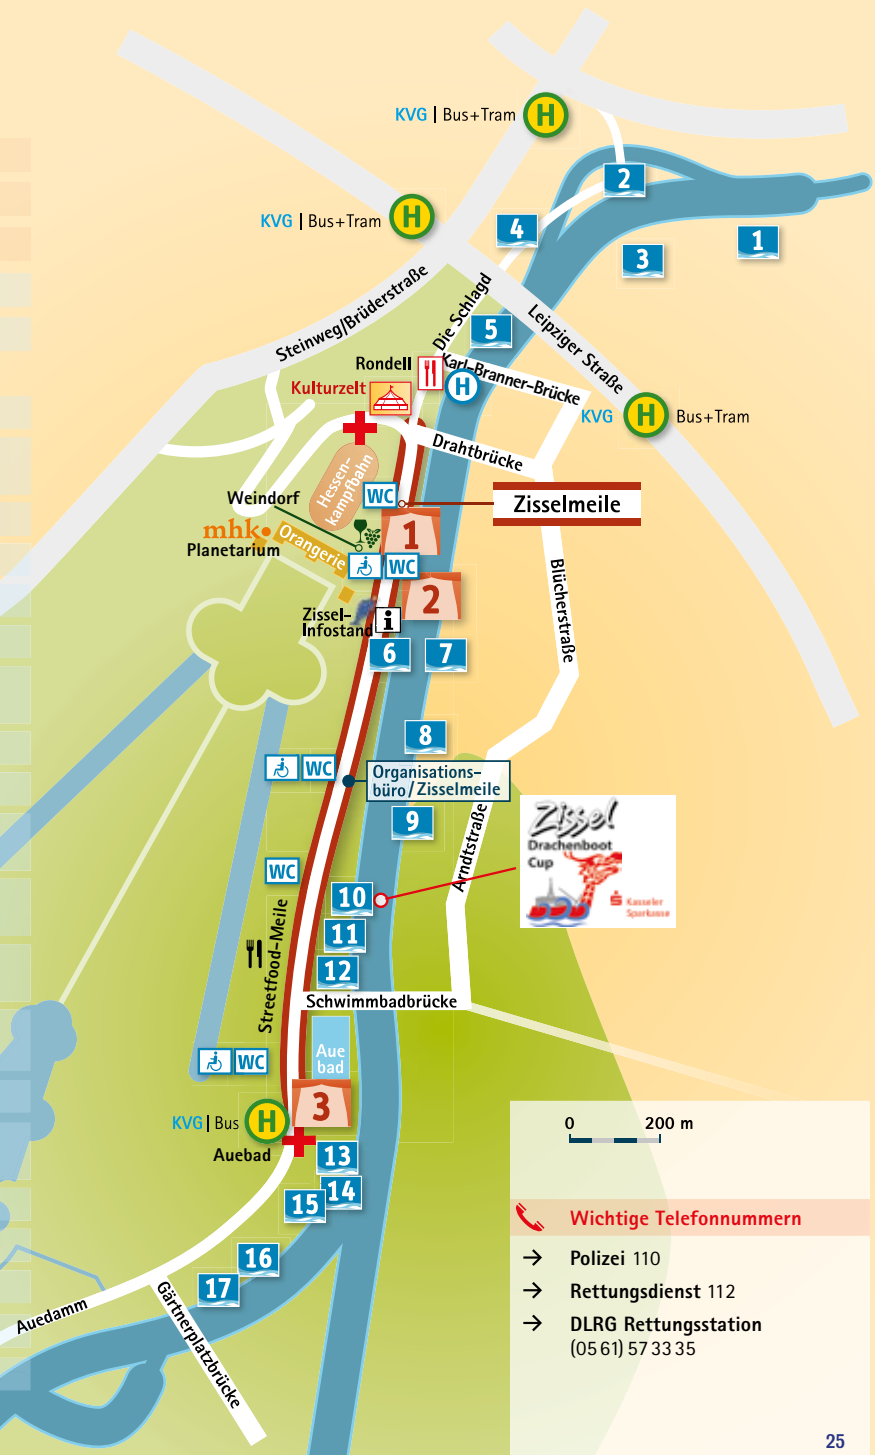 KVG | Bus+Tram
H
2
KVG | Bus+Tram
H
4
1
3
Steinweg/Brüderstraße
Die Schlagd
5
Leipziger Straße
Rondell
Karl-Branner-Brücke
H
Kulturzelt
KVG
H
Bus+Tram
Drahtbrücke
Hessen-
kampfbahn
Weindorf
WC
Zisselmeile
mhk
Planetarium
Orangerie
1
WC
2
Blücherstraße
Zissel-
Infostand
i
6
7
8
WC
Organisations-
büro/Zisselmeile
9
Arndtstraße
Zissel
Drachenboot
Cup
Kasseler
Sparkasse
WC
10
11
12
Streetfood-Meile
Schwimmbadbrücke
Aue
bad
WC
3
KVG | Bus
H
Auebad
13
14
15
16
17
Auedamm
Gärtnerplatzbrücke
0
200 m
Wichtige Telefonnummern
→ Polizei 110
→ Rettungsdienst 112
→ DLRG Rettungsstation
(05 61) 57 33 35
25